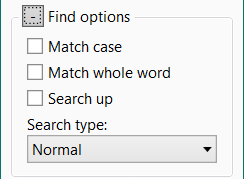 - Find options
Match case
Match whole word
Search up
Search type:
Normal